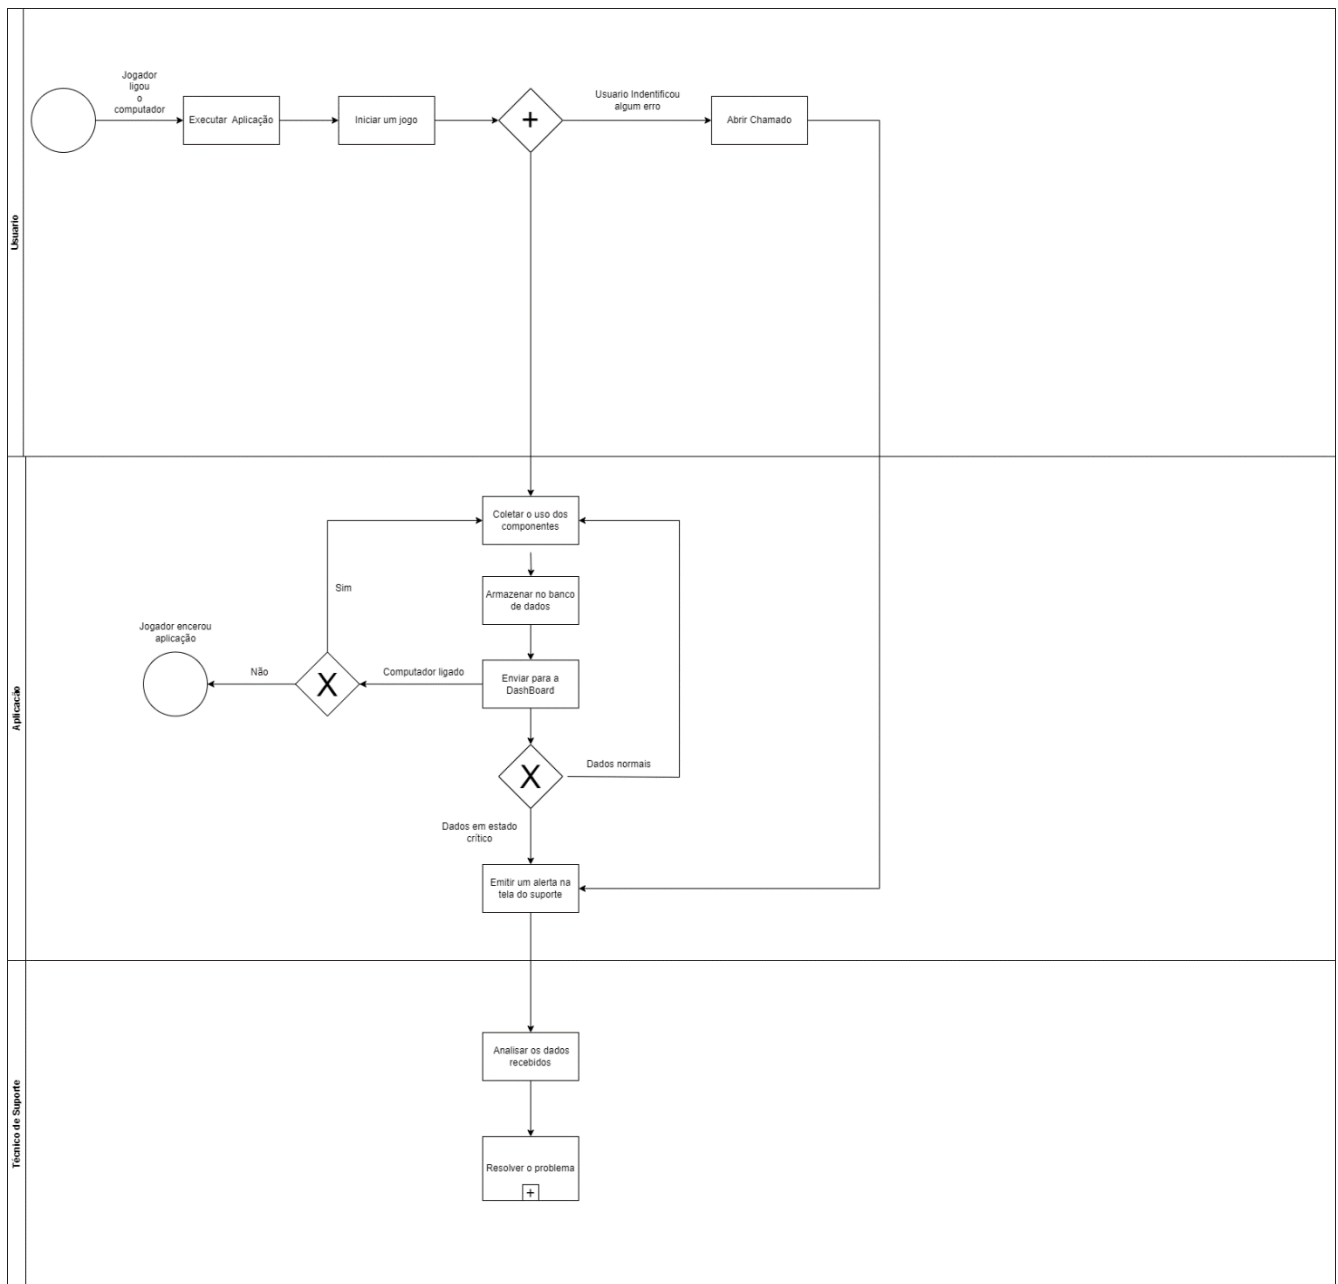 Usuario
Jogador
ligou
o
computador
Executar Aplicação
Iniciar um jogo
+
Usuario Indentificou
algum erro
Abrir Chamado
Aplicacão
Coletar o uso dos
componentes
Sim
Armazenar no banco
de dados
Jogador encerou
aplicação
Não
X
Computador ligado
Enviar para a
DashBoard
X
Dados normais
Dados em estado
crítico
Emitir um alerta na
tela do suporte
Técnico de Suporte
Analisar os dados
recebidos
Resolver o problema
+